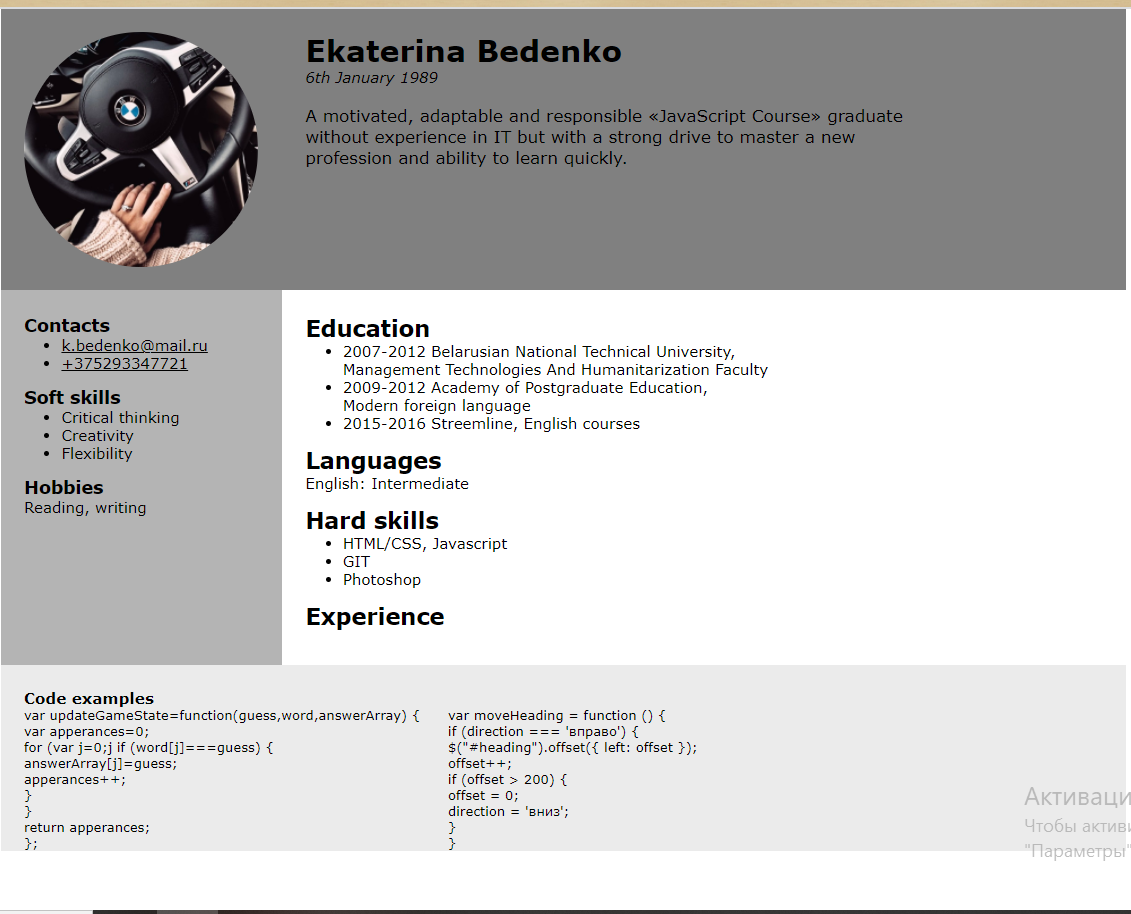 Ekaterina Bedenko
6th January 1989
A motivated, adaptable and responsible «JavaScript Course» graduate
without experience in IT but with a strong drive to master a new
profession and ability to learn quickly.
Contacts
k.bedenko@mail.ru
+375293347721
Soft skills
Critical thinking
Creativity
Flexibility
Hobbies
Reading, writing
Education
2007-2012 Belarusian National Technical University,
Management Technologies And Humanitarization Faculty
2009-2012 Academy of Postgraduate Education,
Modern foreign language
2015-2016 Streemline, English courses
Languages
English: Intermediate
Hard skills
HTML/CSS, Javascript
GIT
Photoshop
Experience
Code examples
var updateGameState=function(guess,word,answerArray) {
var apperances=0;
for (var j=0;j if (word[j]===guess) {
answerArray[j]=guess;
apperances++;
}
}
return apperances;
};
var moveHeading = function () {
if (direction === 'вправо') {
$("#heading").offset({ left: offset });
offset++;
if (offset > 200) {
offset = 0;
direction = 'вниз';
}
}
Активаци
Чтобы актив
"Параметры"